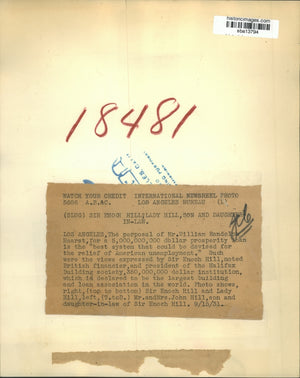 historicimages.com
18481
WATCH YOUR CREDIT INTERNATIONAL NEWSREEL PHOTO
LOS ANGELES BUREAU
(SLUG) SIR ENOCH HILL; LADY HILL, SON AND DAUGHTER
IN-LAW.
LOS ANGELES, The porposal of Mr. William Randolph
Hearst, for a 5,000,000,000 dollar prosperity loan
is the "best system that could be devised for
the relief of American unemployment." Such
were the views expressed by Sir Enoch Hill, noted
British financier, and president of the Halifax
building society, 350,000,000 dollar institution,
which is declared to be the largest building
and loan association in the world. Photo shows,
right, (top to bottom) Sir Enoch Hill and Lady
Hill, left, (T. to B.) Mr. and Mrs. John Hill, son and
daughter-in-law of Sir Enoch Hill. 9/15/31.